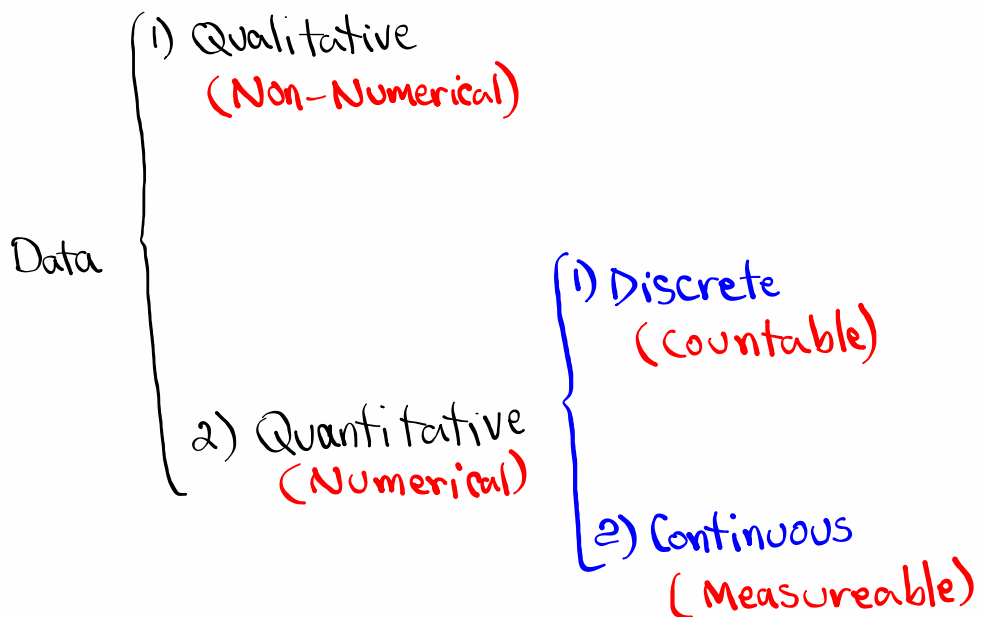 1) Qualitative
(Non-Numerical)
Data
1) Discrete
(Countable)
2) Quantitative
(Numerical)
2) Continuous
(Measureable)